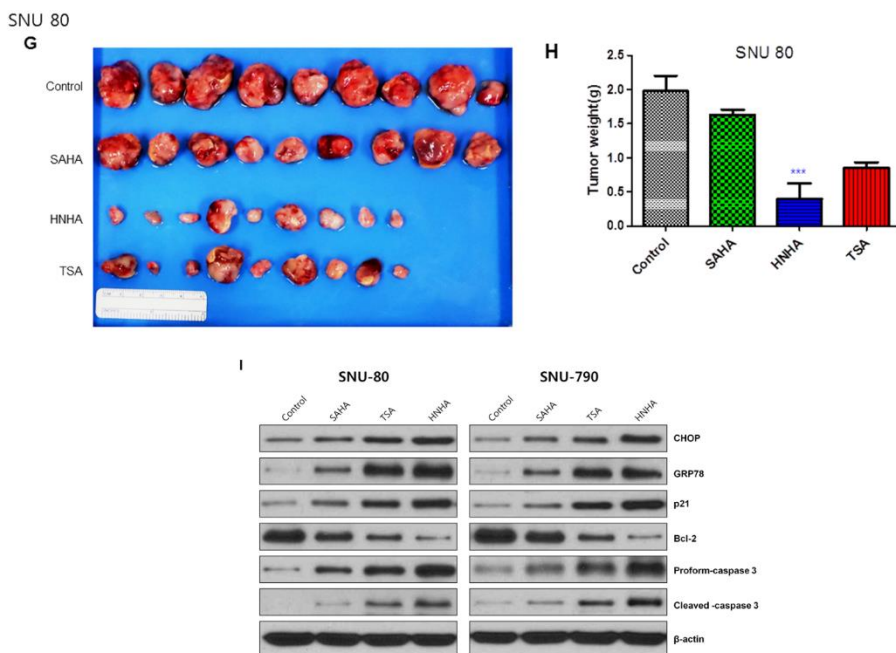 SNU 80
G
Control
SAHA
HNHA
TSA
H
SNU 80
Tumor weight(g)
2.5
2.0
1.5
1.0
0.5
0.0
***
Control
SAHA
HNHA
TSA
I
SNU-80
SNU-790
Control
SAHA
TSA
HNHA
Control
SAHA
TSA
HNHA
CHOP
GRP78
p21
Bcl-2
Proform-caspase 3
Cleaved -caspase 3
β-actin